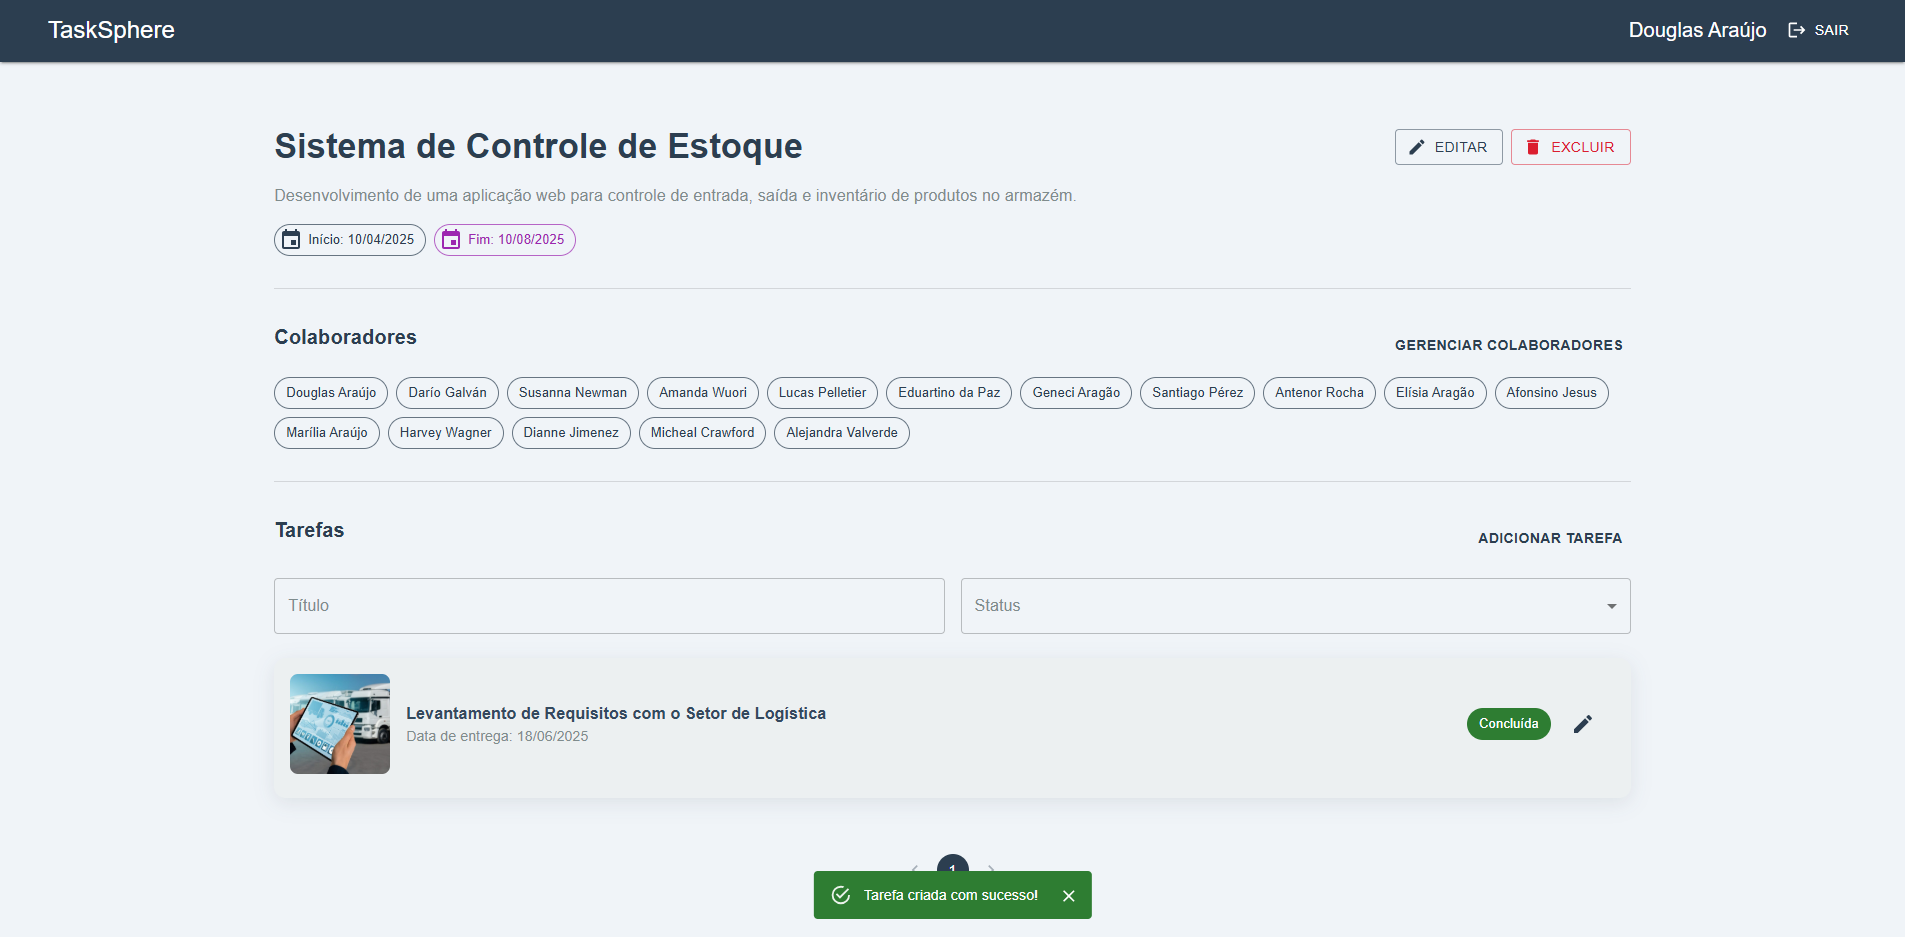 TaskSphere
Douglas Araújo SAIR
Sistema de Controle de Estoque
EDITAR EXCLUIR
Desenvolvimento de uma aplicação web para controle de entrada, saída e inventário de produtos no armazém.
Início: 10/04/2025 Fim: 10/08/2025
Colaboradores
GERENCIAR COLABORADORES
Douglas Araújo Darío Galván Susanna Newman Amanda Wuori Lucas Pelletier Eduartino da Paz Geneci Aragão Santiago Pérez Antenor Rocha Elísia Aragão Afonsino Jesus
Marília Araújo Harvey Wagner Dianne Jimenez Micheal Crawford Alejandra Valverde
Tarefas
ADICIONAR TAREFA
Título
Status
Levantamento de Requisitos com o Setor de Logística
Data de entrega: 18/06/2025
Concluída
1
Tarefa criada com sucesso!